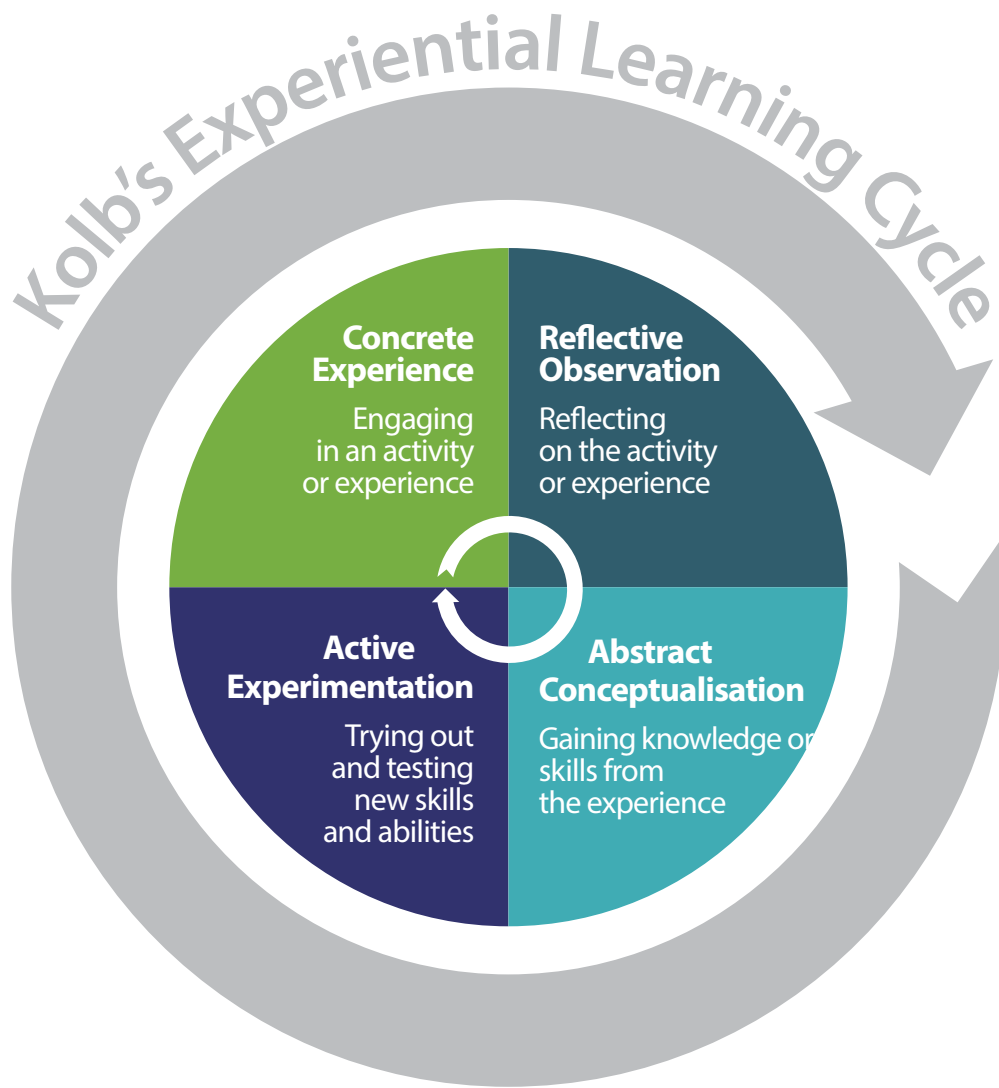 Kolb's Experiential Learning Cycle
Concrete
Experience
Engaging
in an activity
or experience
Reflective
Observation
Reflecting
on the activity
or experience
Active
Experimentation
Trying out
and testing
new skills
and abilities
Abstract
Conceptualisation
Gaining knowledge or
skills from
the experience